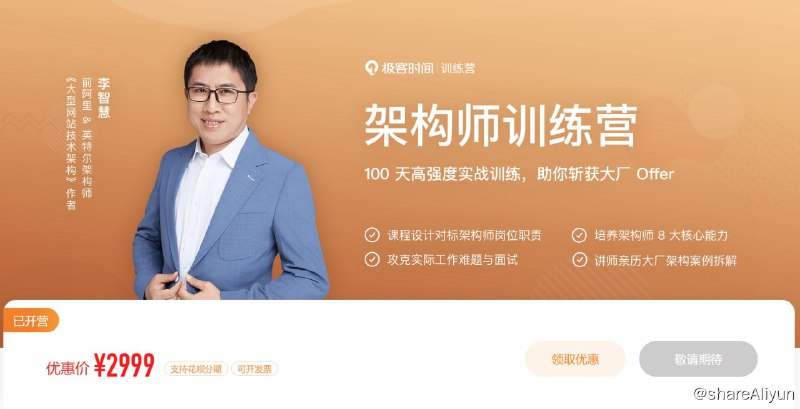 极客时间 | 训练营
李智慧
前阿里 & 英特尔架构师
《大型网站技术架构》作者
架构师训练营
100 天高强度实战训练，助你斩获大厂 Offer
课程设计对标架构师岗位职责
培养架构师 8 大核心能力
攻克实际工作难题与面试
讲师亲历大厂架构案例拆解
已开营
优惠价 ¥2999 支持花呗分期 可开发票
领取优惠
敬请期待
@shareAliyun